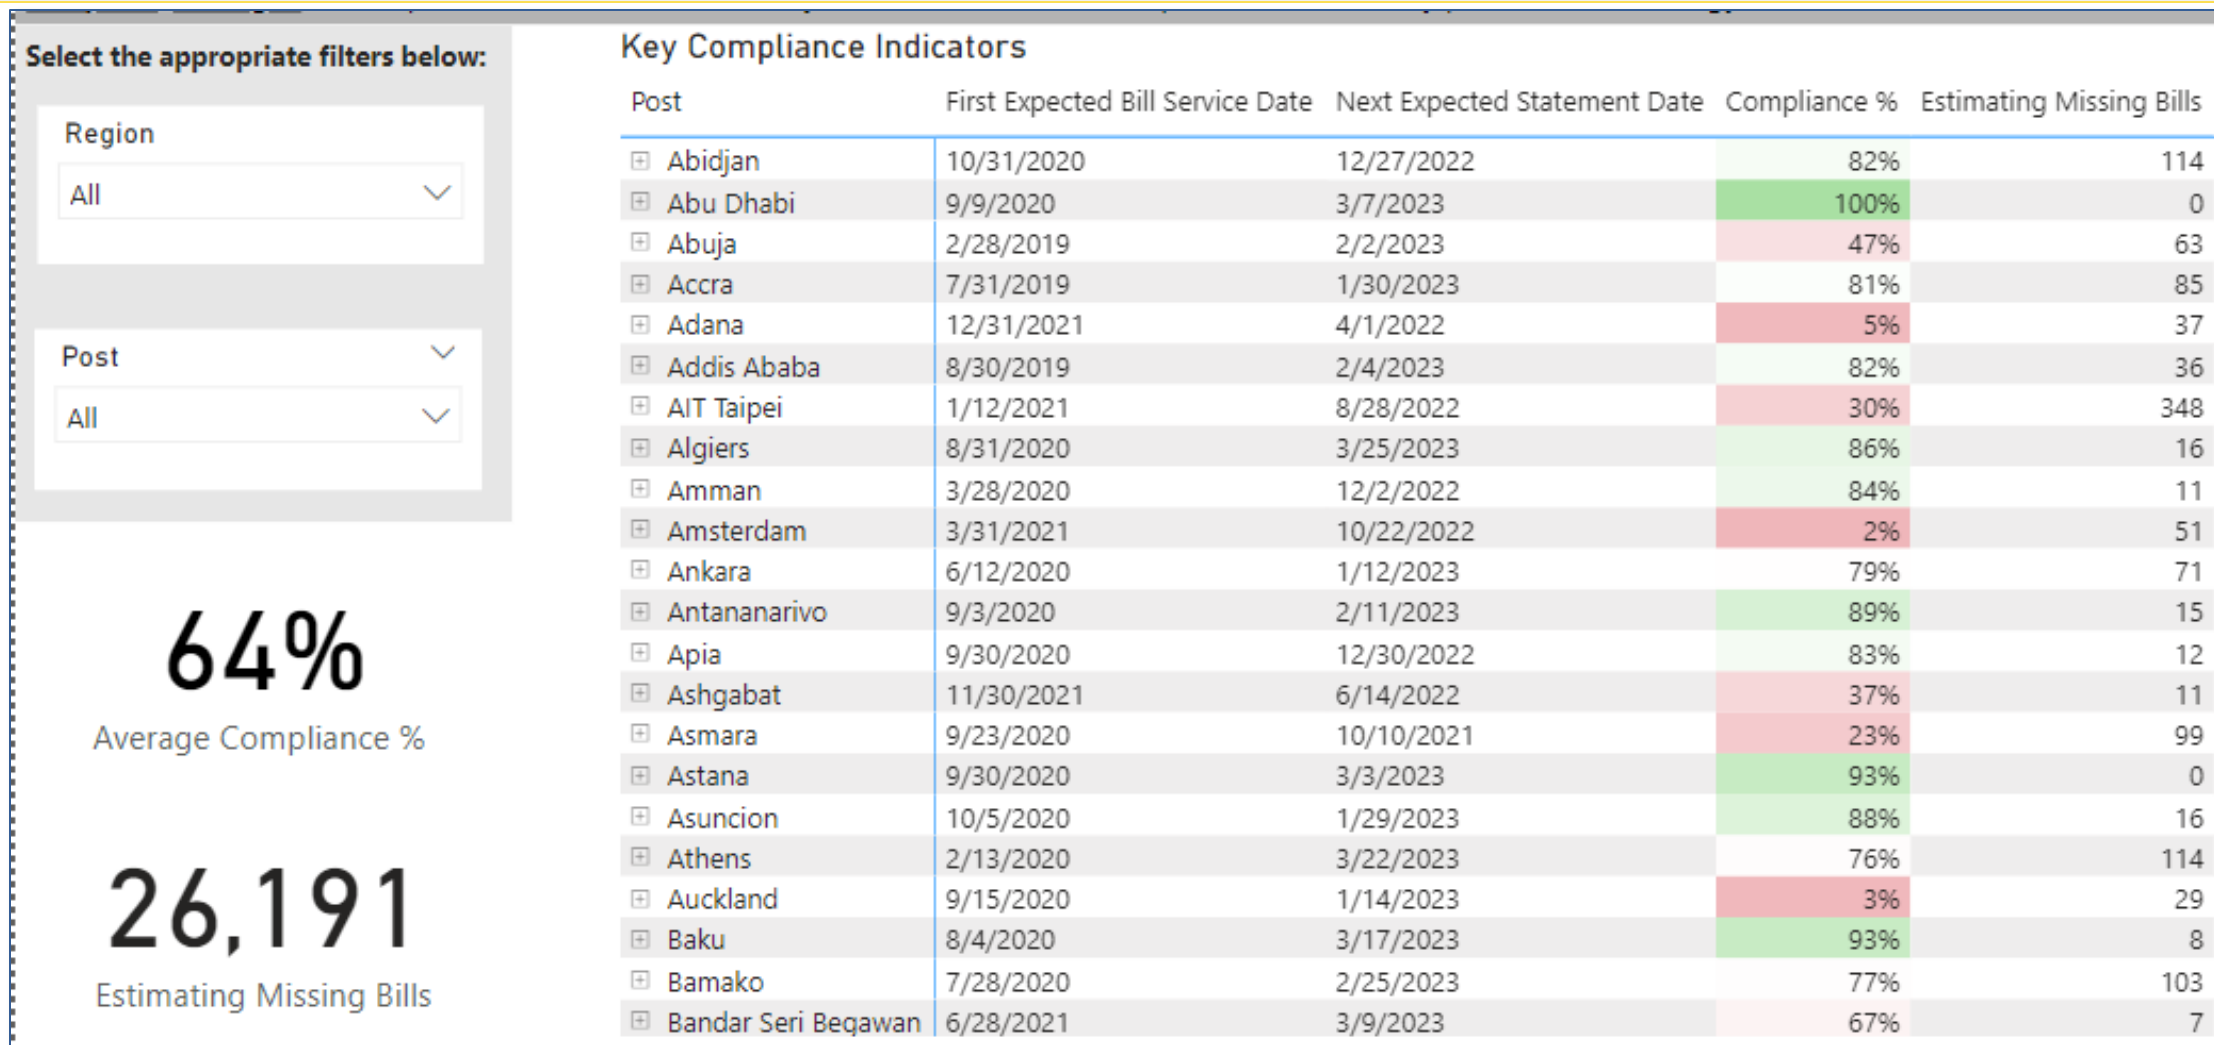 Select the appropriate filters below:
Region
All
Post
All
64%
Average Compliance %
26,191
Estimating Missing Bills
Key Compliance Indicators
Post First Expected Bill Service Date Next Expected Statement Date Compliance % Estimating Missing Bills
Abidjan 10/31/2020 12/27/2022 82% 114
Abu Dhabi 9/9/2020 3/7/2023 100% 0
Abuja 2/28/2019 2/2/2023 47% 63
Accra 7/31/2019 1/30/2023 81% 85
Adana 12/31/2021 4/1/2022 5% 37
Addis Ababa 8/30/2019 2/4/2023 82% 36
AIT Taipei 1/12/2021 8/28/2022 30% 348
Algiers 8/31/2020 3/25/2023 86% 16
Amman 3/28/2020 12/2/2022 84% 11
Amsterdam 3/31/2021 10/22/2022 2% 51
Ankara 6/12/2020 1/12/2023 79% 71
Antananarivo 9/3/2020 2/11/2023 89% 15
Apia 9/30/2020 12/30/2022 83% 12
Ashgabat 11/30/2021 6/14/2022 37% 11
Asmara 9/23/2020 10/10/2021 23% 99
Astana 9/30/2020 3/3/2023 93% 0
Asuncion 10/5/2020 1/29/2023 88% 16
Athens 2/13/2020 3/22/2023 76% 114
Auckland 9/15/2020 1/14/2023 3% 29
Baku 8/4/2020 3/17/2023 93% 8
Bamako 7/28/2020 2/25/2023 77% 103
Bandar Seri Begawan 6/28/2021 3/9/2023 67% 7